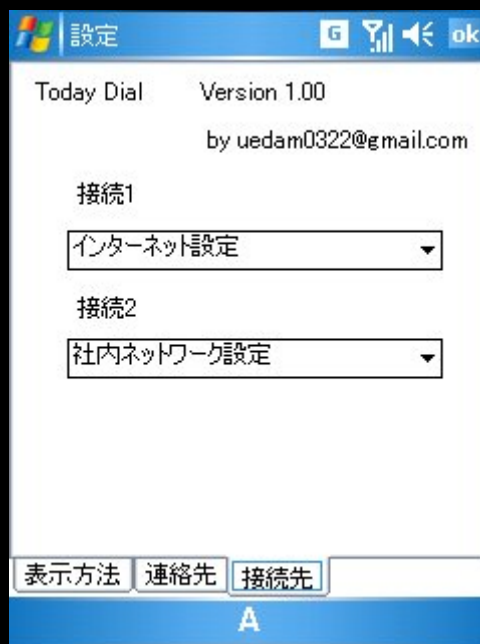 設定 G ok
Today Dial Version 1.00
by uedam0322@gmail.com
接続1
インターネット設定
接続2
社内ネットワーク設定
表示方法 連絡先 接続先
A